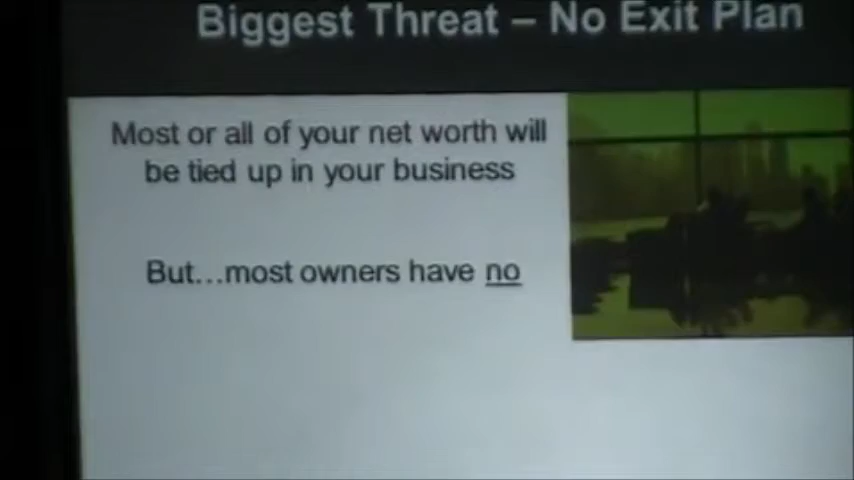 Biggest Threat – No Exit Plan
Most or all of your net worth will
be tied up in your business
But...most owners have no